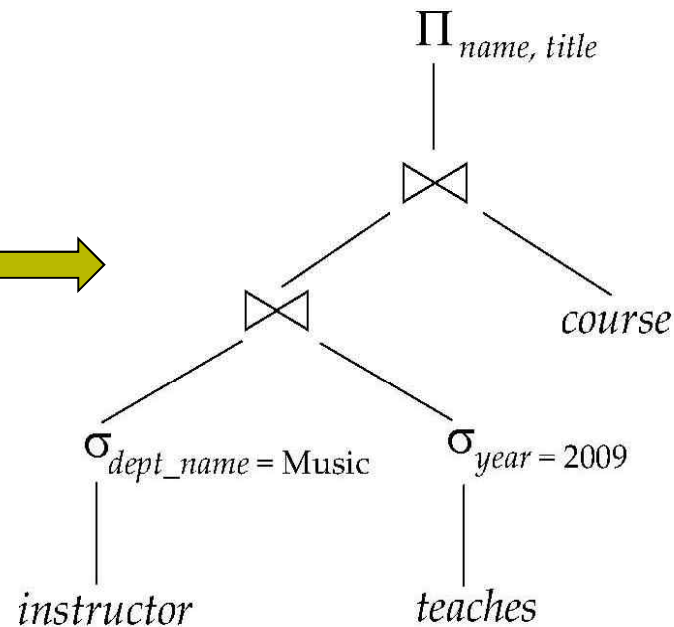 Π name, title
⋈
course
⋈
σ dept_name = Music
σ year = 2009
instructor
teaches